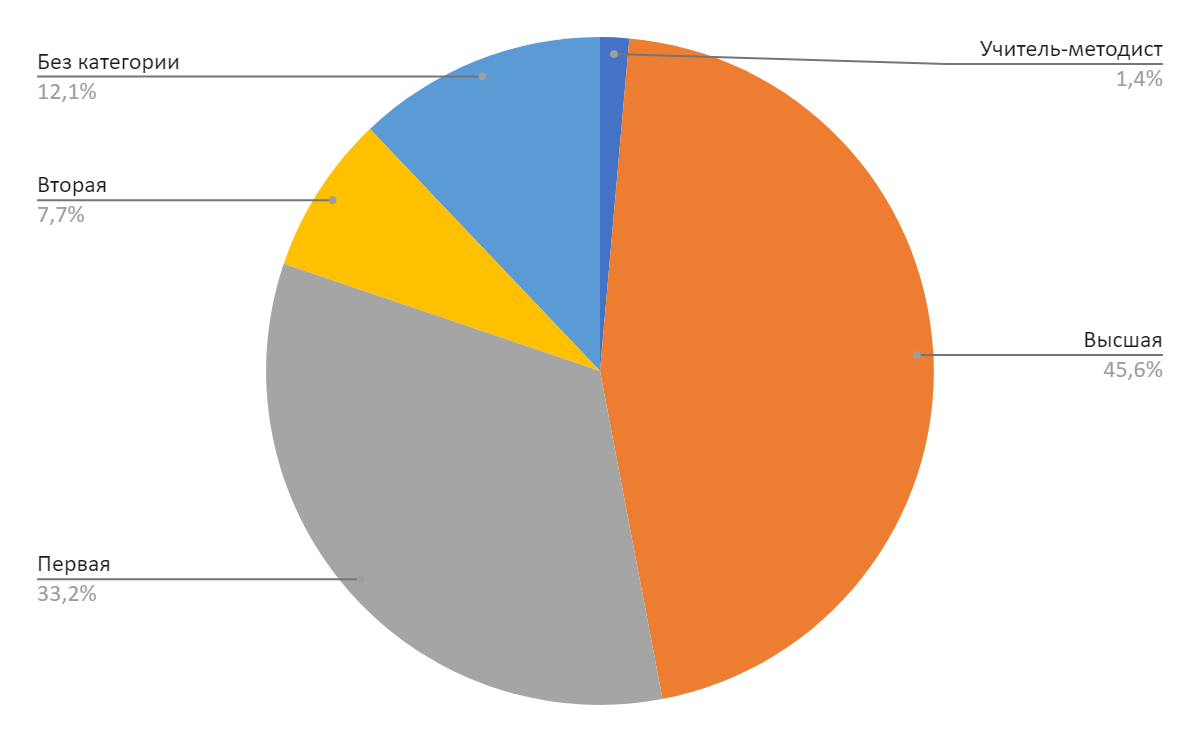 Учитель-методист
1,4%
Без категории
12,1%
Вторая
7,7%
Высшая
45,6%
Первая
33,2%